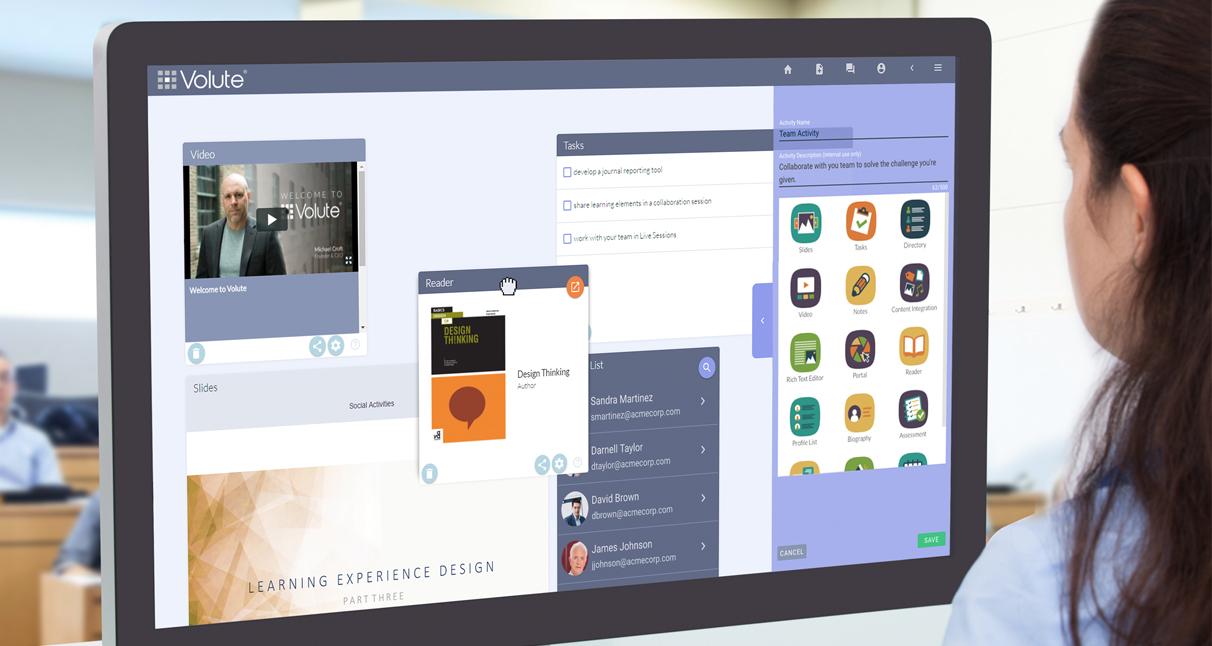 Volute®
Video
WELCOME TO
Volute®
Michael Croft
Founder & CEO
Welcome to Volute
Slides
Social Activities
LEARNING EXPERIENCE DESIGN
PART THREE
Tasks
develop a journal reporting tool
share learning elements in a collaboration session
work with your team in Live Sessions
Reader
BASICS
DESIGN
DESIGN
TH!NKING
Design Thinking
Author
List
Sandra Martinez
smartinez@acmecorp.com
Darnell Taylor
dtaylor@acmecorp.com
David Brown
dbrown@acmecorp.com
James Johnson
jjohnson@acmecorp.com
Activity Name
Team Activity
Activity Description (Internal use only)
Collaborate with you team to solve the challenge you're
given.
Slides
Tasks
Directory
Video
Notes
Content Integration
Rich Text Editor
Portal
Reader
Profile List
Biography
Assessment
CANCEL
SAVE